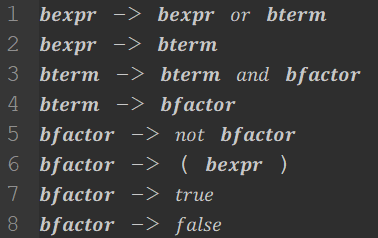 1 bexpr -> bexpr or bterm
2 bexpr -> bterm
3 bterm -> bterm and bfactor
4 bterm -> bfactor
5 bfactor -> not bfactor
6 bfactor -> ( bexpr )
7 bfactor -> true
8 bfactor -> false